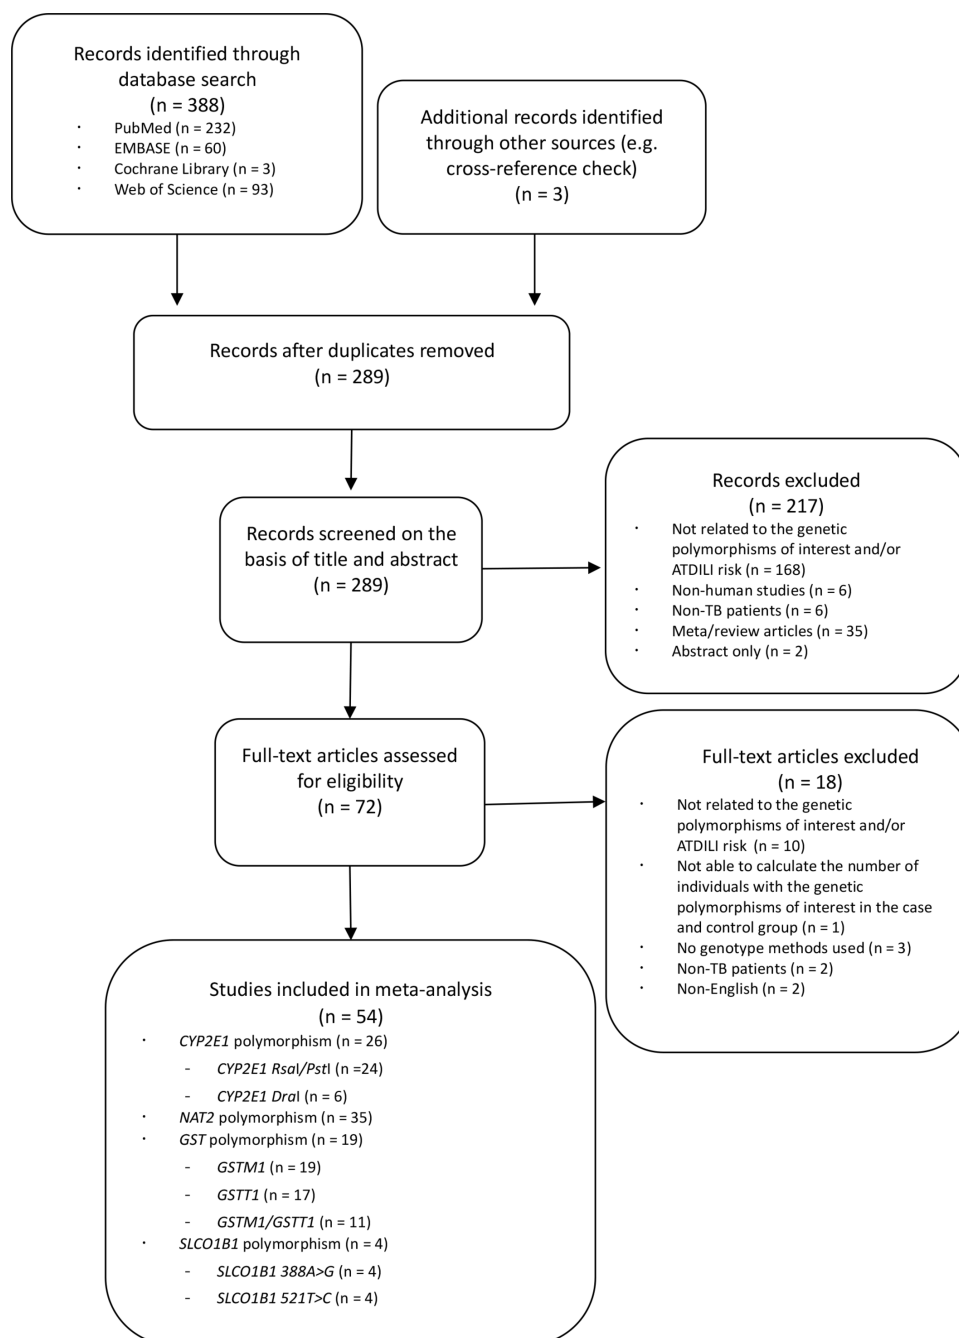 Records identified through
database search
(n = 388)
· PubMed (n = 232)
· EMBASE (n = 60)
· Cochrane Library (n = 3)
· Web of Science (n = 93)
Additional records identified
through other sources (e.g.
cross-reference check)
(n = 3)
Records after duplicates removed
(n = 289)
Records screened on the
basis of title and abstract
(n = 289)
Records excluded
(n = 217)
· Not related to the genetic
polymorphisms of interest and/or
ATDILI risk (n = 168)
· Non-human studies (n = 6)
· Non-TB patients (n = 6)
· Meta/review articles (n = 35)
· Abstract only (n = 2)
Full-text articles assessed
for eligibility
(n = 72)
Full-text articles excluded
(n = 18)
· Not related to the genetic
polymorphisms of interest and/or
ATDILI risk (n = 10)
· Not able to calculate the number of
individuals with the genetic
polymorphisms of interest in the case
and control group (n = 1)
· No genotype methods used (n = 3)
· Non-TB patients (n = 2)
· Non-English (n = 2)
Studies included in meta-analysis
(n = 54)
· CYP2E1 polymorphism (n = 26)
- CYP2E1 RsaI/PstI (n =24)
- CYP2E1 DraI (n = 6)
· NAT2 polymorphism (n = 35)
· GST polymorphism (n = 19)
- GSTM1 (n = 19)
- GSTT1 (n = 17)
- GSTM1/GSTT1 (n = 11)
· SLCO1B1 polymorphism (n = 4)
- SLCO1B1 388A>G (n = 4)
- SLCO1B1 521T>C (n = 4)